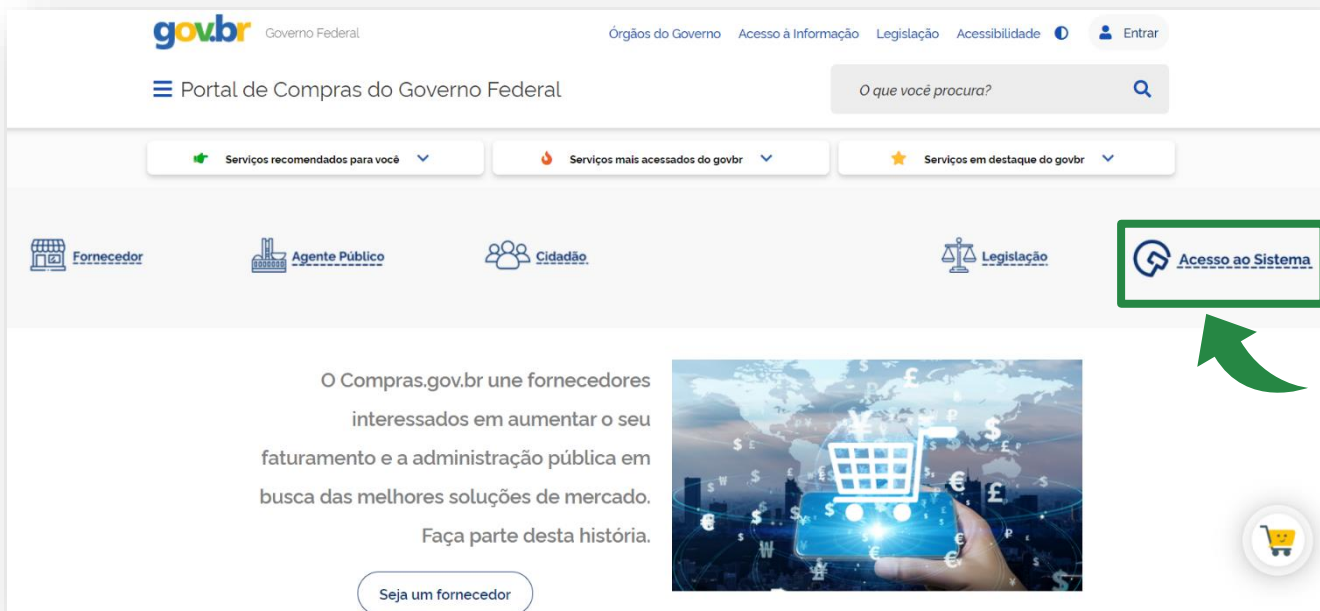 gov.br Governo Federal
Órgãos do Governo Acesso à Informação Legislação Acessibilidade Entrar
Portal de Compras do Governo Federal
O que você procura?
Serviços recomendados para você Serviços mais acessados do govbr Serviços em destaque do govbr
Fornecedor Agente Público Cidadão Legislação Acesso ao Sistema
O Compras.gov.br une fornecedores
interessados em aumentar o seu
faturamento e a administração pública em
busca das melhores soluções de mercado.
Faça parte desta história.
Seja um fornecedor